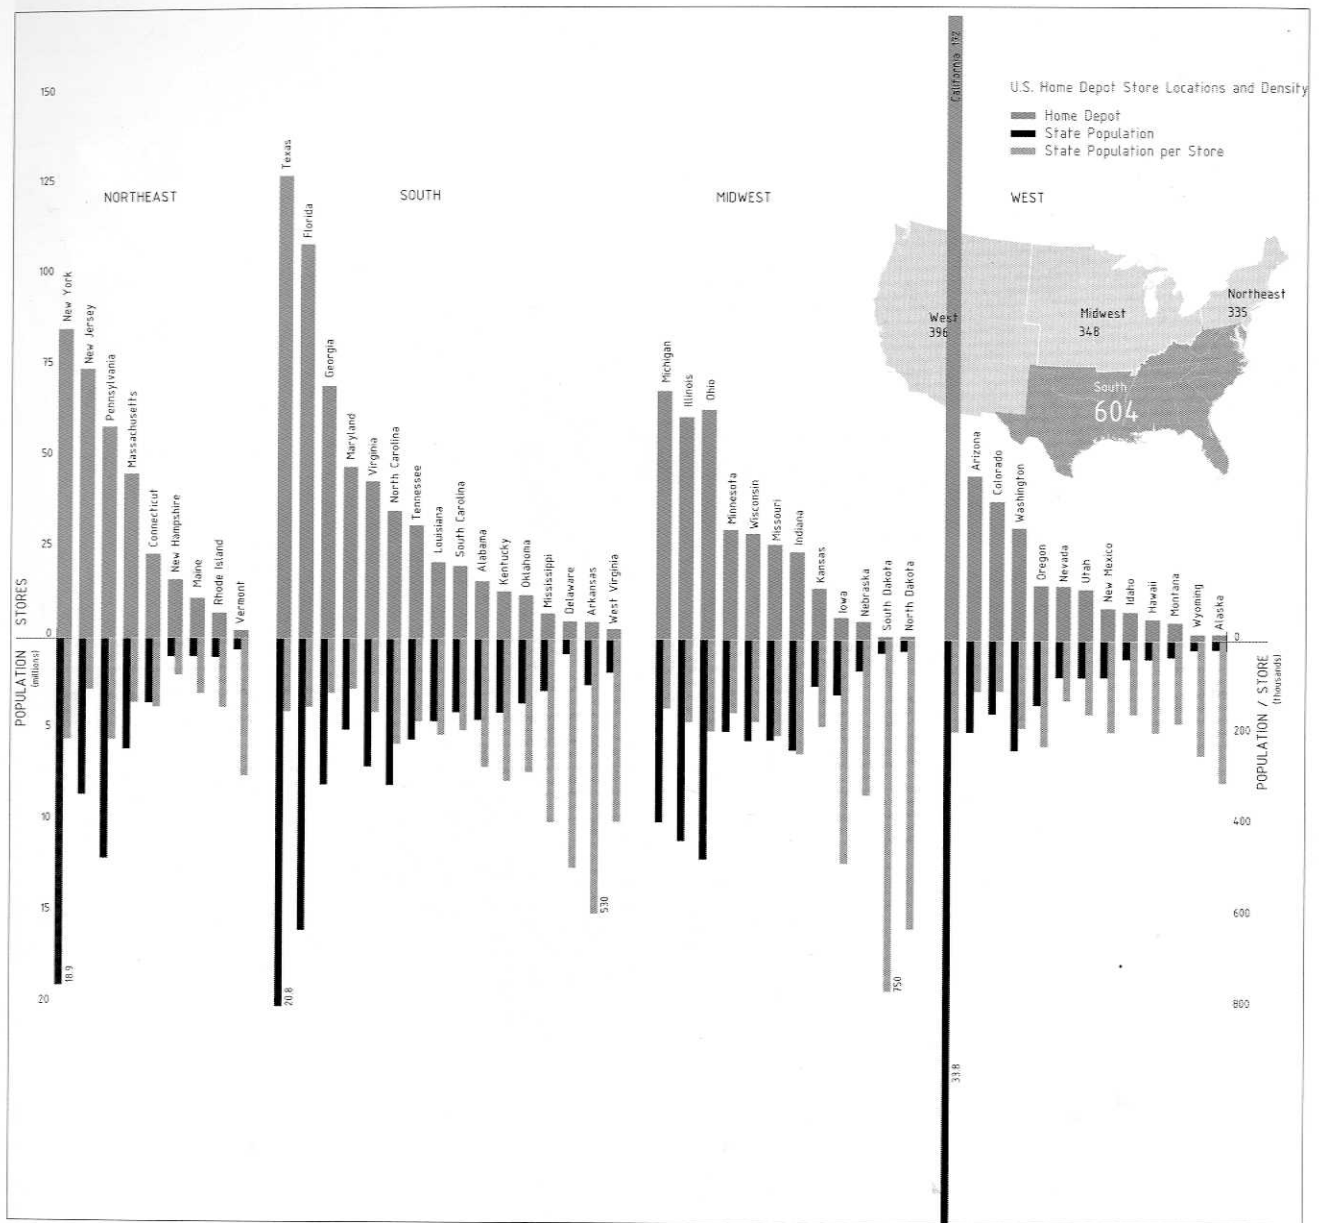 U.S. Home Depot Store Locations and Density
Home Depot
State Population
State Population per Store
NORTHEAST
SOUTH
MIDWEST
WEST
150
125
100
75
50
25
0
STORES
POPULATION
(millions)
5
10
15
20
New York
New Jersey
Pennsylvania
Massachusetts
Connecticut
New Hampshire
Maine
Rhode Island
Vermont
18.9
Texas
Florida
Georgia
Maryland
Virginia
North Carolina
Tennessee
Louisiana
South Carolina
Alabama
Kentucky
Oklahoma
Mississippi
Delaware
Arkansas
West Virginia
20.8
530
Michigan
Illinois
Ohio
Minnesota
Wisconsin
Missouri
Indiana
Kansas
Iowa
Nebraska
South Dakota
North Dakota
750
California 172
Arizona
Colorado
Washington
Oregon
Nevada
Utah
New Mexico
Idaho
Hawaii
Montana
Wyoming
Alaska
33.8
West
396
Midwest
348
Northeast
335
South
604
0
200
400
600
800
POPULATION / STORE
(thousands)